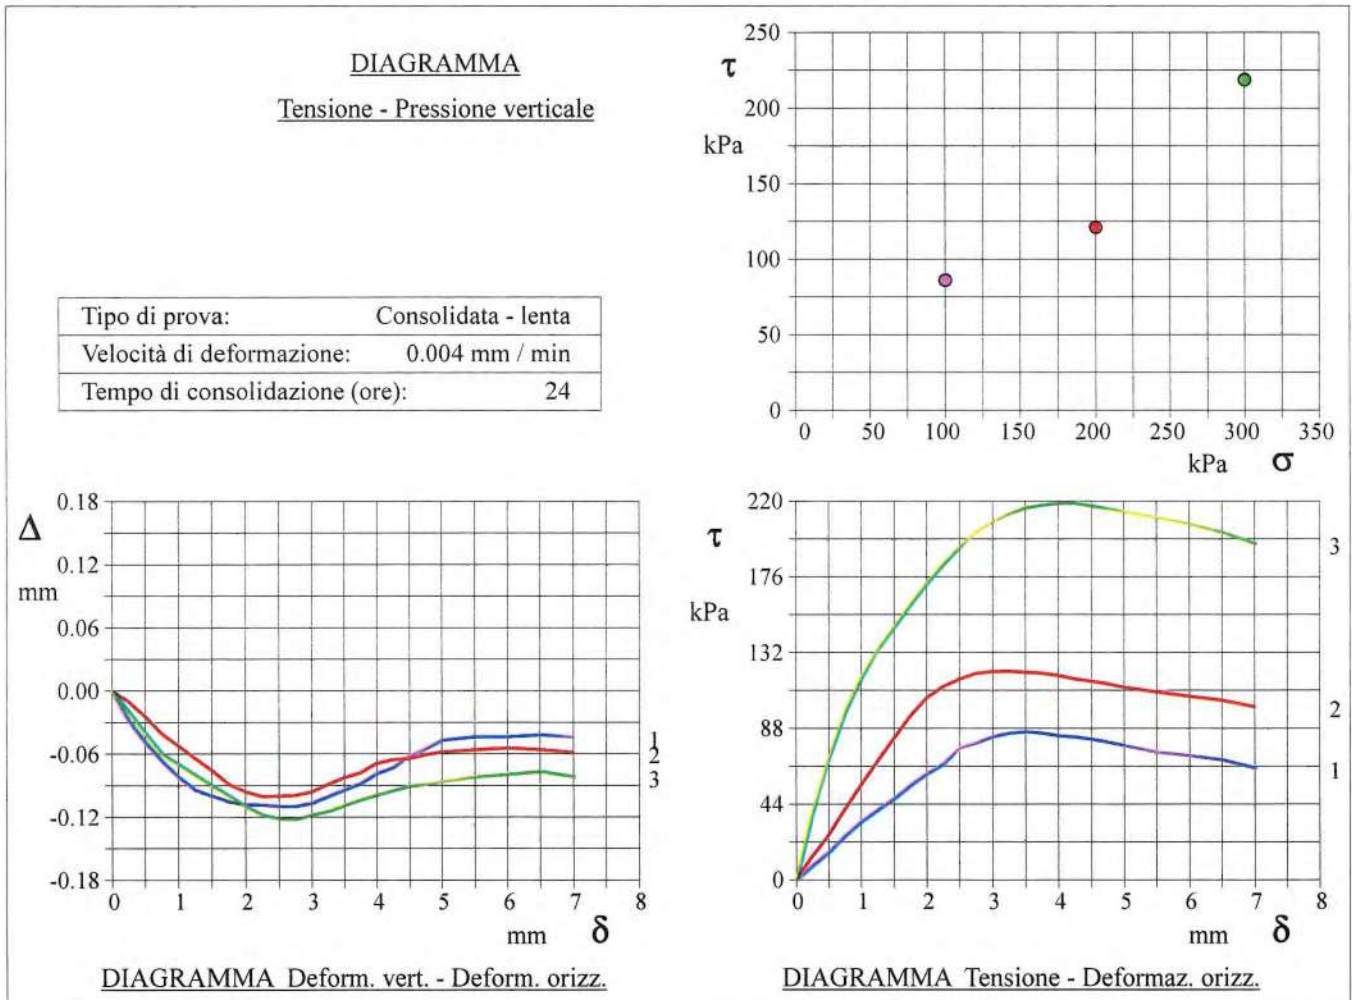 DIAGRAMMA
Tensione - Pressione verticale
Tipo di prova: Consolidata - lenta
Velocità di deformazione: 0.004 mm / min
Tempo di consolidazione (ore): 24
τ
kPa
250
200
150
100
50
0
0 50 100 150 200 250 300 350
kPa σ
Δ
mm
0.18
0.12
0.06
0.00
-0.06
-0.12
-0.18
1
2
3
0 1 2 3 4 5 6 7 8
mm δ
DIAGRAMMA Deform. vert. - Deform. orizz.
τ
kPa
220
176
132
88
44
0
3
2
1
0 1 2 3 4 5 6 7 8
mm δ
DIAGRAMMA Tensione - Deformaz. orizz.